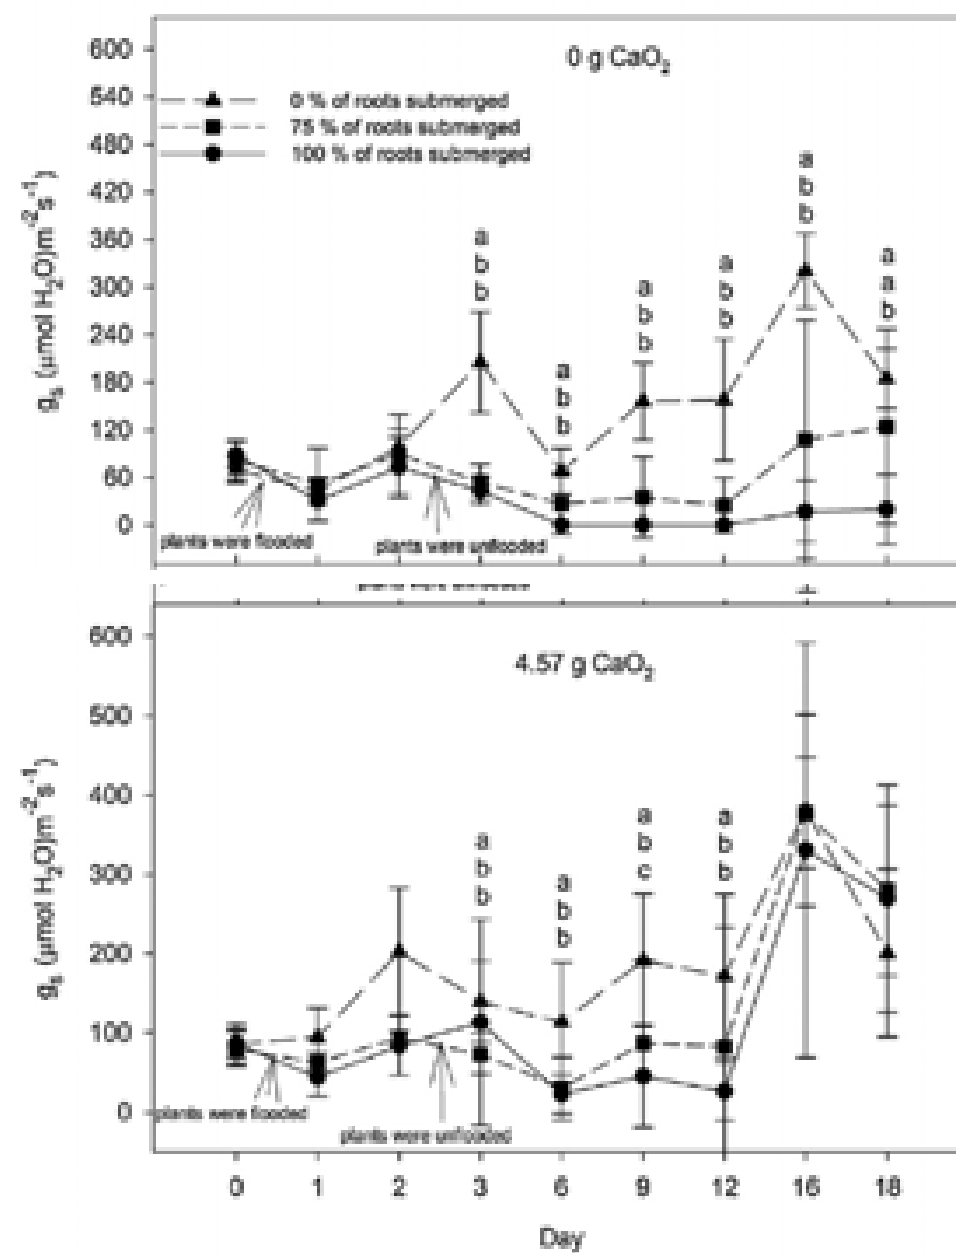 0 g CaO₂
600
540
480
420
360
300
240
180
120
60
0
gₛ (µmol H₂O)m⁻²s⁻¹)
0 % of roots submerged
75 % of roots submerged
100 % of roots submerged
a
b
b
a
b
b
a
b
b
a
b
b
a
b
b
a
a
b
plants were flooded
plants were unflooded
plants were unflooded
4.57 g CaO₂
600
500
400
300
200
100
0
gₛ (µmol H₂O)m⁻²s⁻¹)
a
b
b
a
b
b
a
b
c
a
b
b
plants were flooded
plants were unflooded
0 1 2 3 6 9 12 16 18
Day